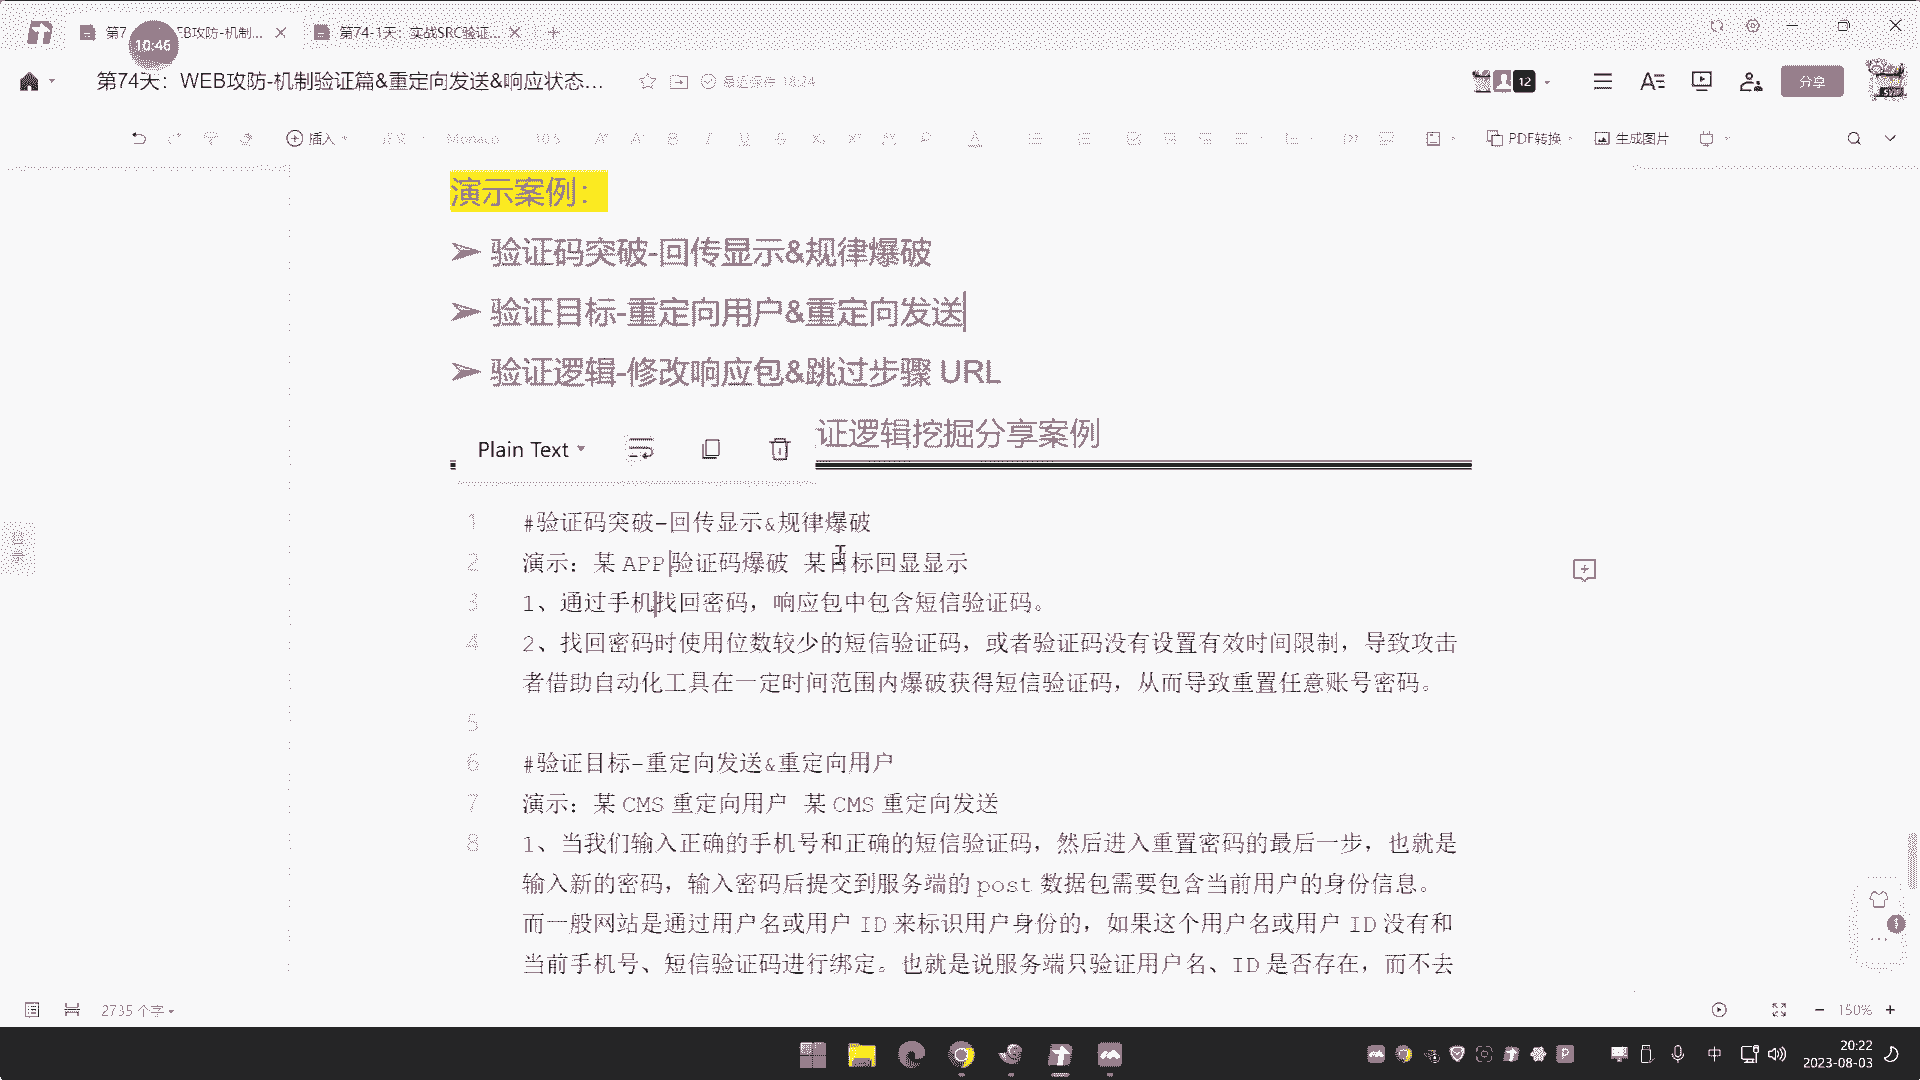 第7
EB攻防-机制...
第74-1天：实战SRC验证...
10:46
第74天：WEB攻防-机制验证篇&重定向发送&响应状态...
最近保存 18:24
12
分享
插入
正文
Monaco
10.5
PDF转换
生成图片
演示案例：
➢ 验证码突破-回传显示&规律爆破
➢ 验证目标-重定向用户&重定向发送
➢ 验证逻辑-修改响应包&跳过步骤 URL
证逻辑挖掘分享案例
Plain Text
1 #验证码突破-回传显示&规律爆破
2 演示：某 APP 验证码爆破 某目标回显显示
3 1、通过手机找回密码，响应包中包含短信验证码。
4 2、找回密码时使用位数较少的短信验证码，或者验证码没有设置有效时间限制，导致攻击
者借助自动化工具在一定时间范围内爆破获得短信验证码，从而导致重置任意账号密码。
5
6 #验证目标-重定向发送&重定向用户
7 演示：某 CMS 重定向用户 某 CMS 重定向发送
8 1、当我们输入正确的手机号和正确的短信验证码，然后进入重置密码的最后一步，也就是
输入新的密码，输入密码后提交到服务端的 post 数据包需要包含当前用户的身份信息。
而一般网站是通过用户名或用户 ID 来标识用户身份的，如果这个用户名或用户 ID 没有和
当前手机号、短信验证码进行绑定。也就是说服务端只验证用户名、ID 是否存在，而不去
目录
2735 个字
150%
中
20:22
2023-08-03